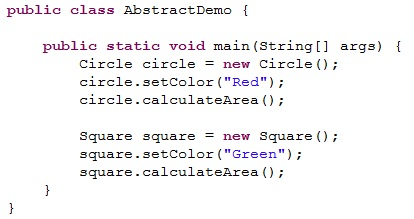 public class AbstractDemo {
public static void main(String[] args) {
Circle circle = new Circle();
circle.setColor("Red");
circle.calculateArea();
Square square = new Square();
square.setColor("Green");
square.calculateArea();
}
}